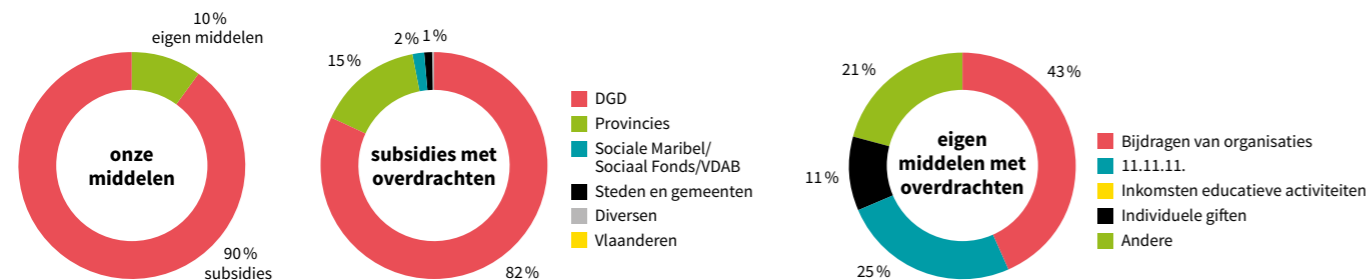 10 %
eigen middelen
onze
middelen
90 %
subsidies
2 %
1 %
15 %
subsidies met
overdrachten
82 %
DGD
Provincies
Sociale Maribel/
Sociaal Fonds/VDAB
Steden en gemeenten
Diversen
Vlaanderen
21 %
43 %
11 %
eigen
middelen met
overdrachten
25 %
Bijdragen van organisaties
11.11.11.
Inkomsten educatieve activiteiten
Individuele giften
Andere